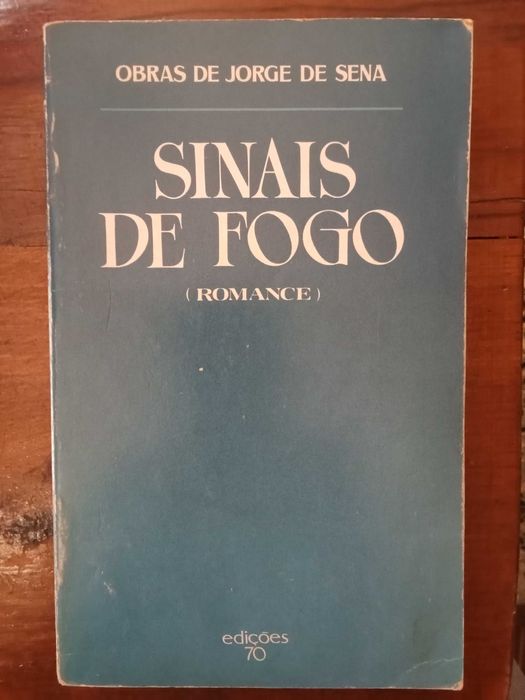 OBRAS DE JORGE DE SENA
SINAIS
DE FOGO
(ROMANCE)
edições
70